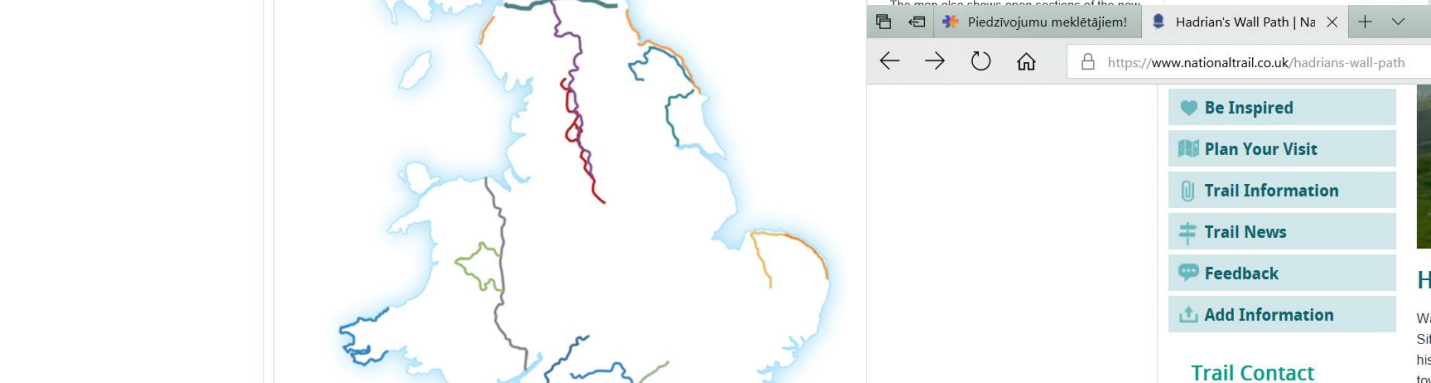 Piedzīvojumu meklētājiem!
Hadrian's Wall Path | Na
https://www.nationaltrail.co.uk/hadrians-wall-path
Be Inspired
Plan Your Visit
Trail Information
Trail News
Feedback
Add Information
Trail Contact